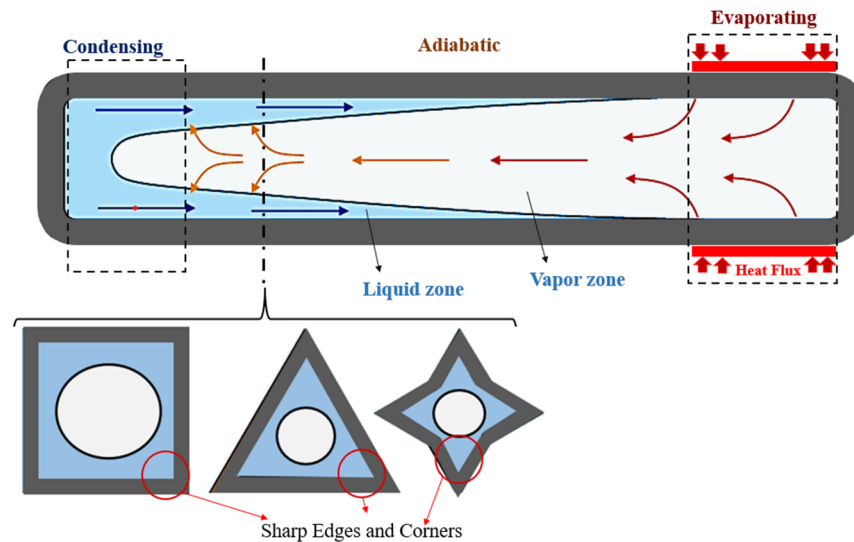 Evaporating
Condensing
Adiabatic
Heat Flux
Liquid zone
Vapor zone
Sharp Edges and Corners